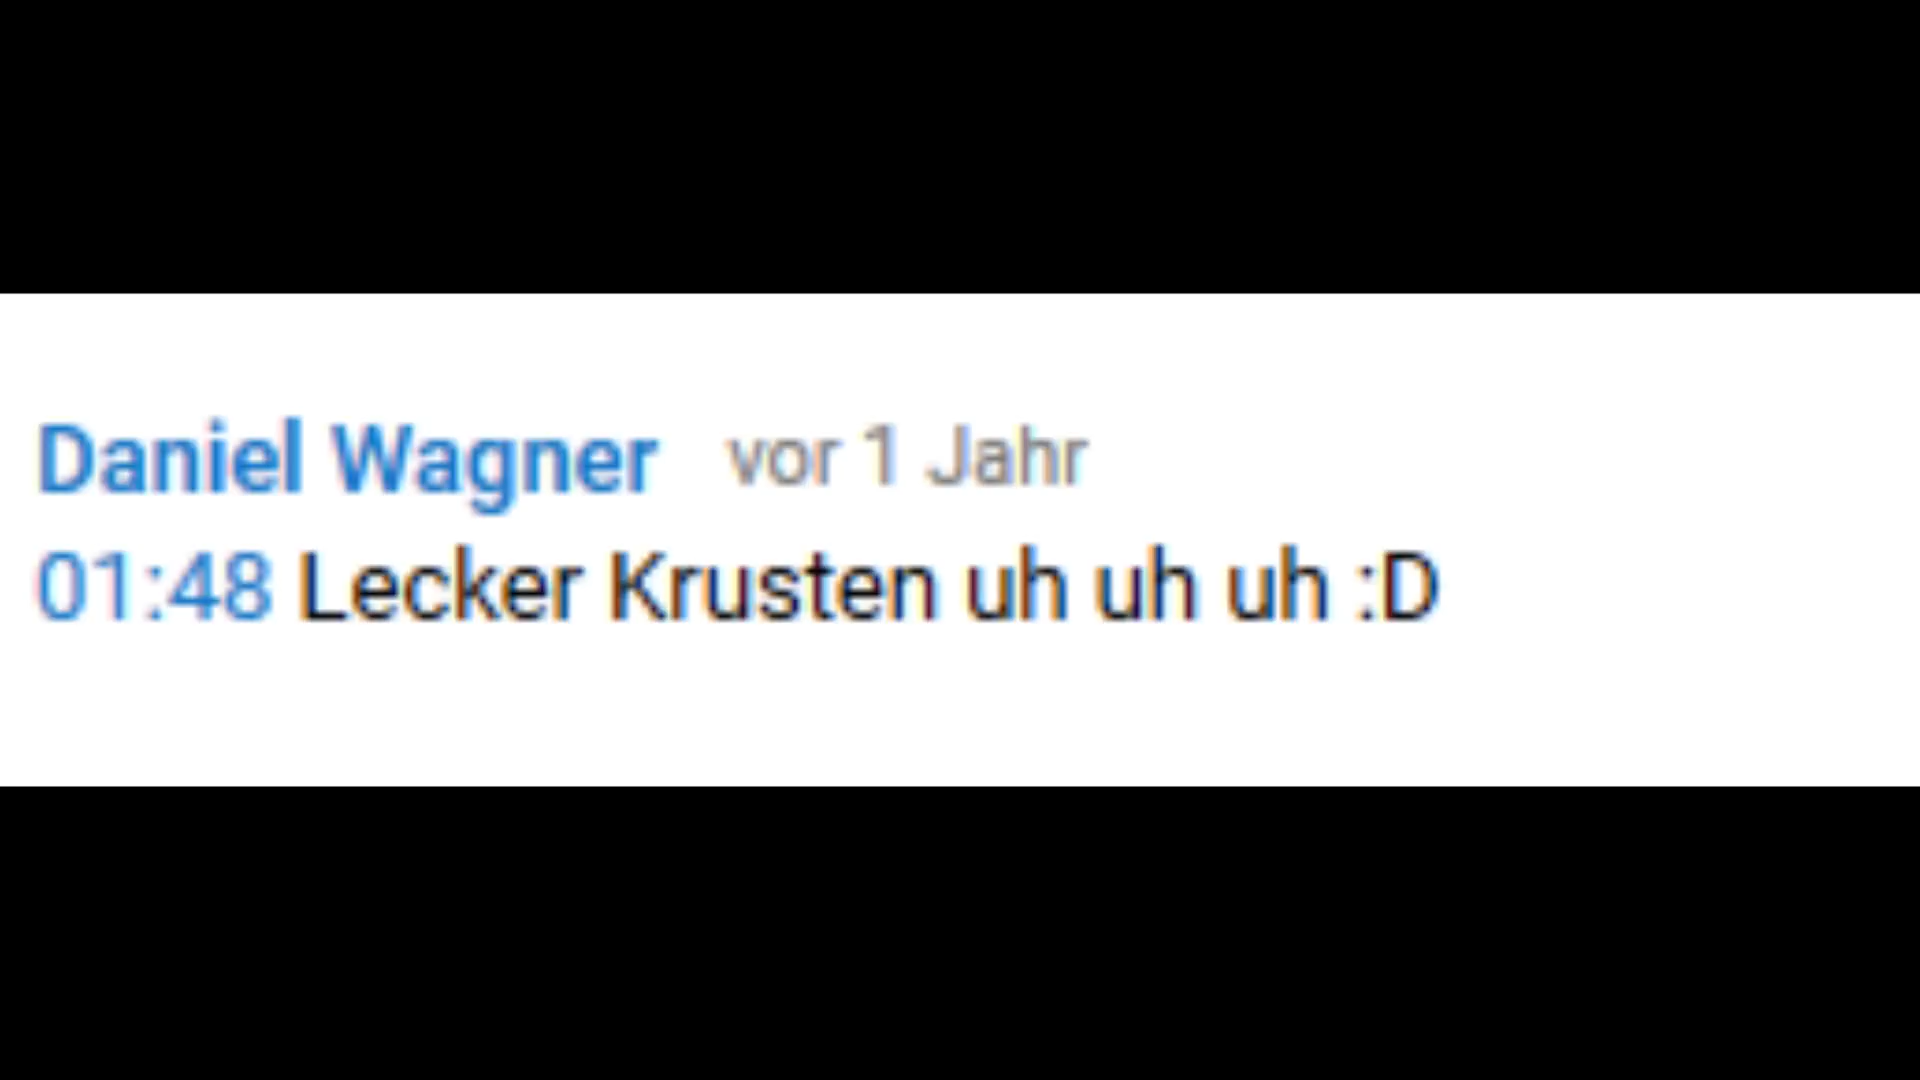 Daniel Wagner vor 1 Jahr
01:48 Lecker Krusten uh uh uh :D